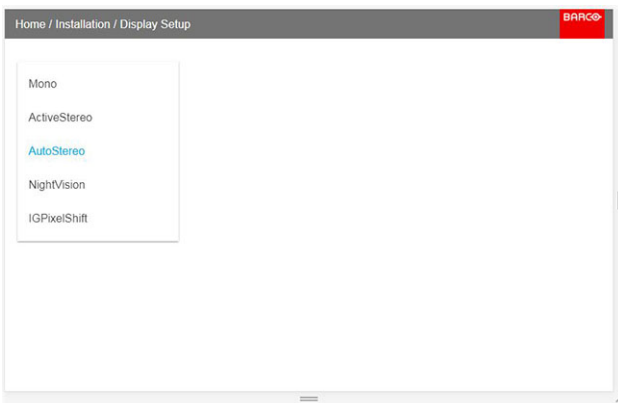 Home / Installation / Display Setup
BARCO
Mono
ActiveStereo
AutoStereo
NightVision
IGPixelShift